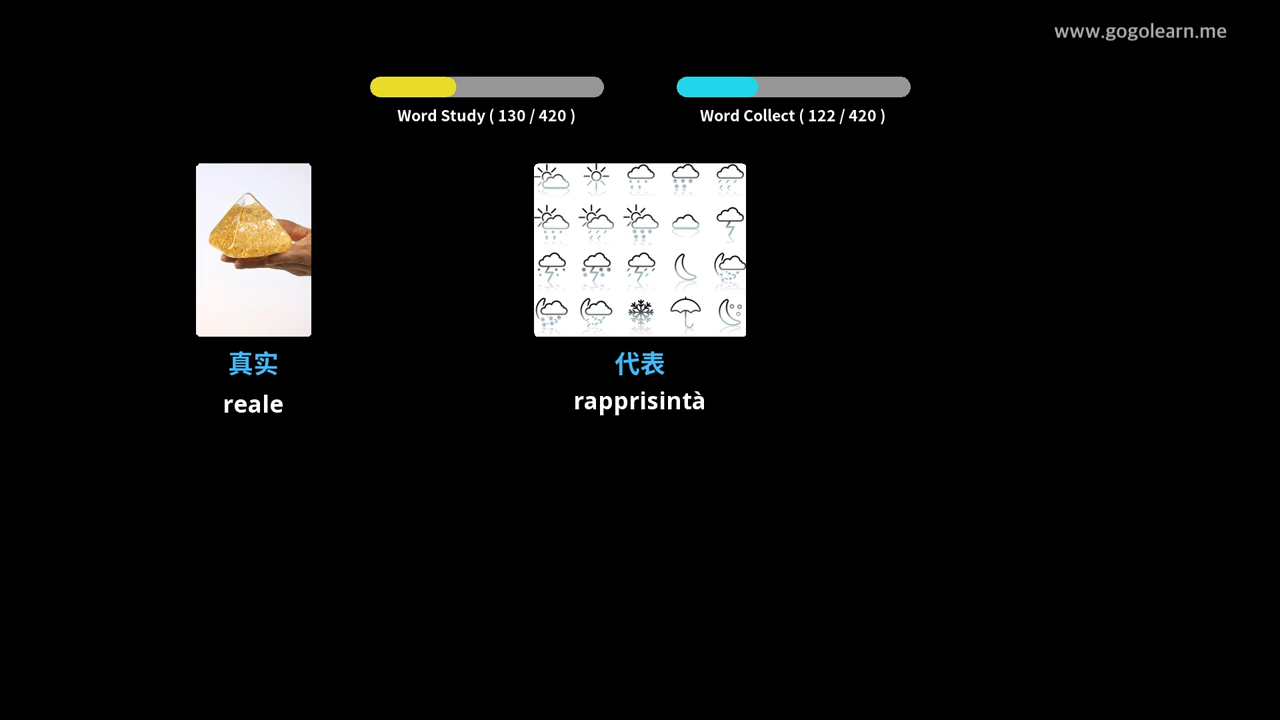 www.gogolearn.me
Word Study ( 130 / 420 )
Word Collect ( 122 / 420 )
真实
reale
代表
rapprisintà